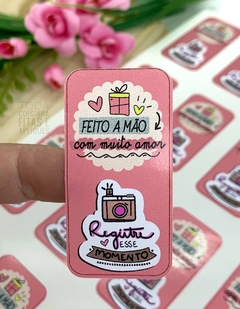 FEITO A MÃO
com muito amor
Registre
ESSE
MOMENTO